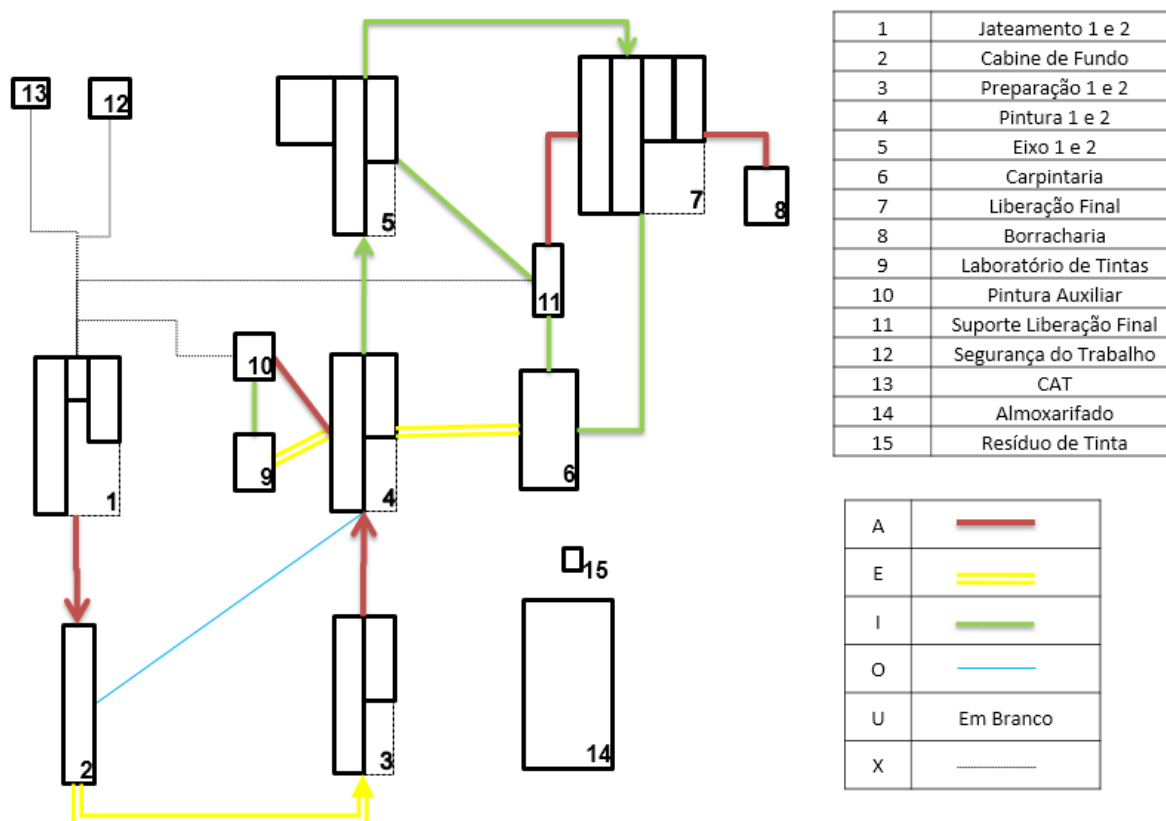 13
12
5
7
8
11
10
9
1
4
6
15
2
3
14
1 Jateamento 1 e 2
2 Cabine de Fundo
3 Preparação 1 e 2
4 Pintura 1 e 2
5 Eixo 1 e 2
6 Carpintaria
7 Liberação Final
8 Borracharia
9 Laboratório de Tintas
10 Pintura Auxiliar
11 Suporte Liberação Final
12 Segurança do Trabalho
13 CAT
14 Almoxarifado
15 Resíduo de Tinta
A
E
I
O
U Em Branco
X